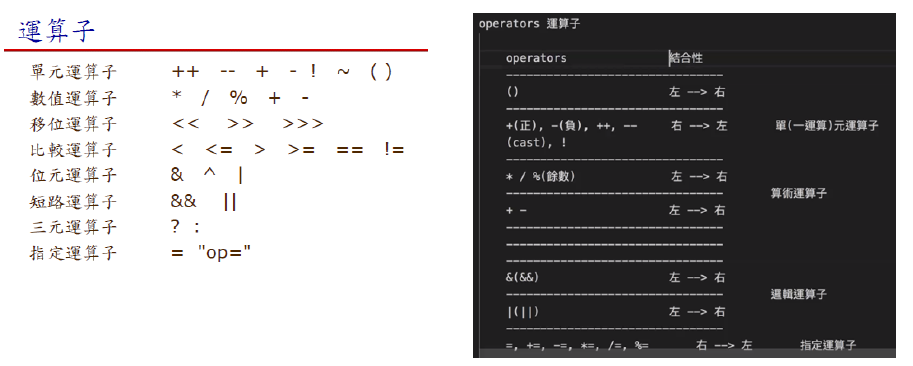 運算子
單元運算子 ++ -- + - ! ~ ( )
數值運算子 * / % + -
移位運算子 << >> >>>
比較運算子 < <= > >= == !=
位元運算子 & ^ |
短路運算子 && ||
三元運算子 ? :
指定運算子 = "op="
operators 運算子
operators 結合性
---------------------------------
() 左 --> 右
---------------------------------
+(正), -(負), ++, -- 右 --> 左 單(一運算)元運算子
(cast), !
---------------------------------
* / %(餘數) 左 --> 右
--------------------------------- 算術運算子
+ - 左 --> 右
---------------------------------
---------------------------------
---------------------------------
&(&&) 左 --> 右
--------------------------------- 邏輯運算子
|(||) 左 --> 右
---------------------------------
=, +=, -=, *=, /=, %= 右 --> 左 指定運算子